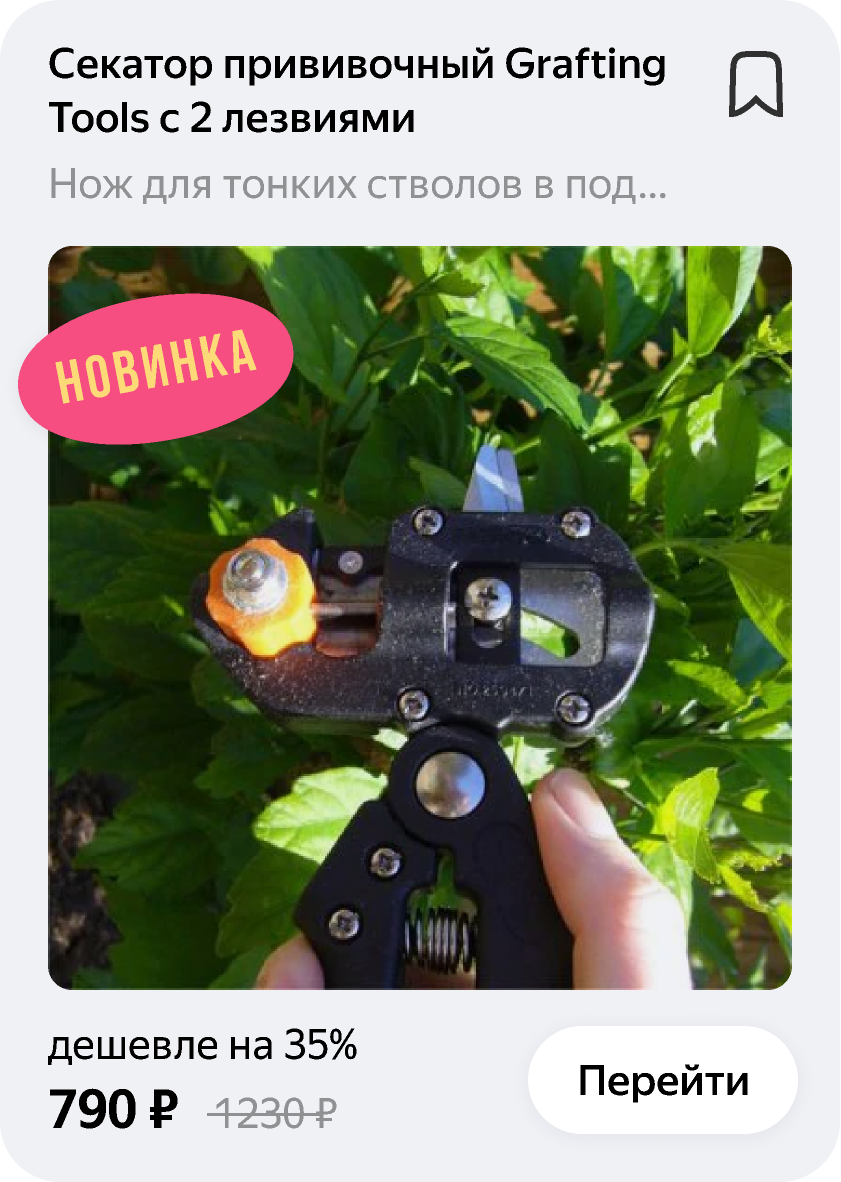 Секатор прививочный Grafting
Tools с 2 лезвиями
Нож для тонких стволов в под...
НОВИНКА
дешевле на 35%
790 ₽ 1230 ₽
Перейти